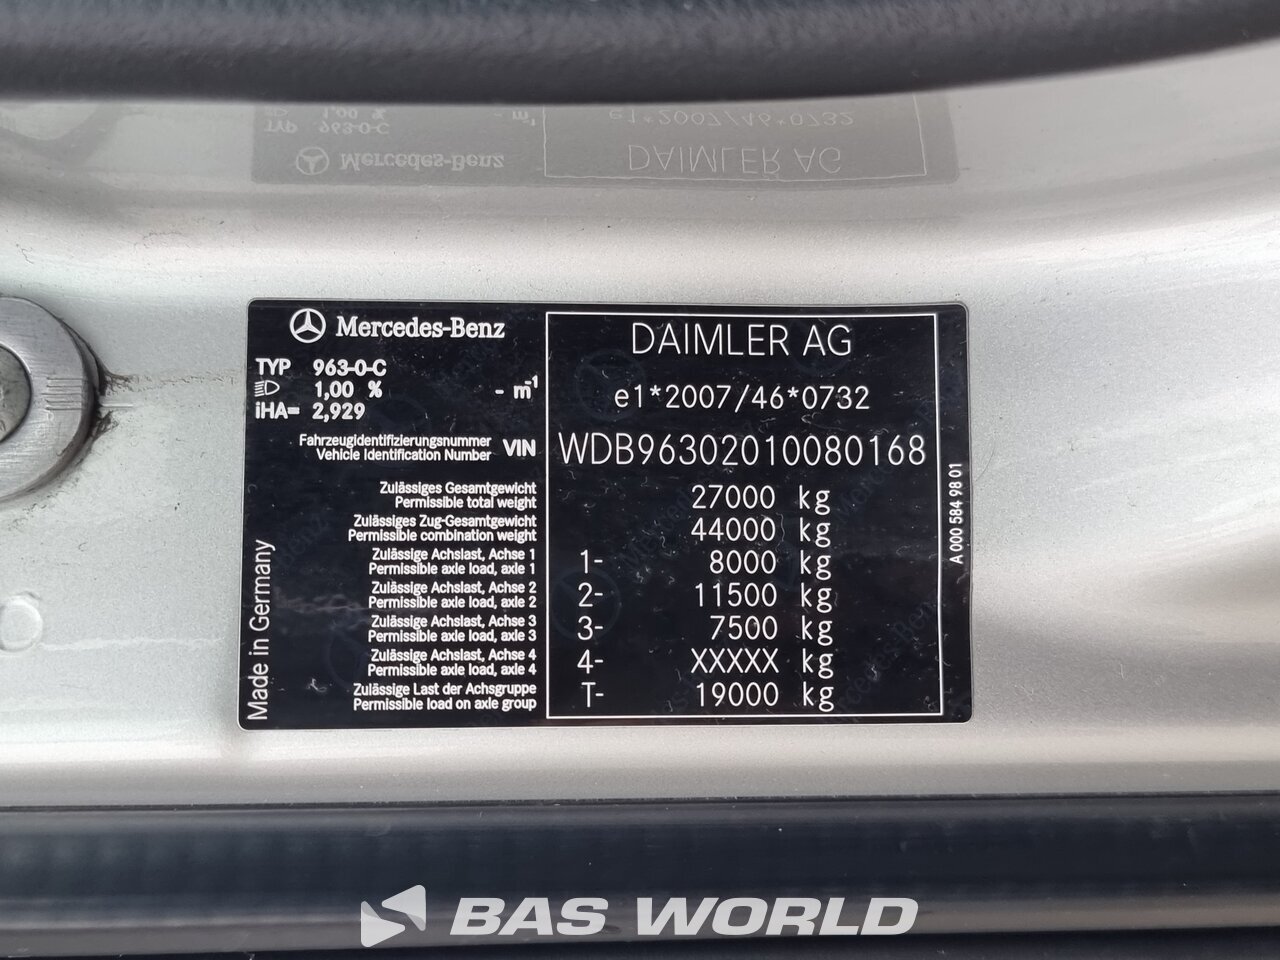 Mercedes-Benz
TYP 963-0-C
1,00 % - m⁻¹
iHA= 2,929
DAIMLER AG
e1*2007/46*0732
Fahrzeugidentifizierungsnummer
Vehicle Identification Number VIN WDB96302010080168
Zulässiges Gesamtgewicht
Permissible total weight 27000 kg
Zulässiges Zug-Gesamtgewicht
Permissible combination weight 44000 kg
Zulässige Achslast, Achse 1
Permissible axle load, axle 1 1- 8000 kg
Zulässige Achslast, Achse 2
Permissible axle load, axle 2 2- 11500 kg
Zulässige Achslast, Achse 3
Permissible axle load, axle 3 3- 7500 kg
Zulässige Achslast, Achse 4
Permissible axle load, axle 4 4- XXXXX kg
Zulässige Last der Achsgruppe
Permissible load on axle group T- 19000 kg
Made in Germany
A 000 584 98 01
BAS WORLD